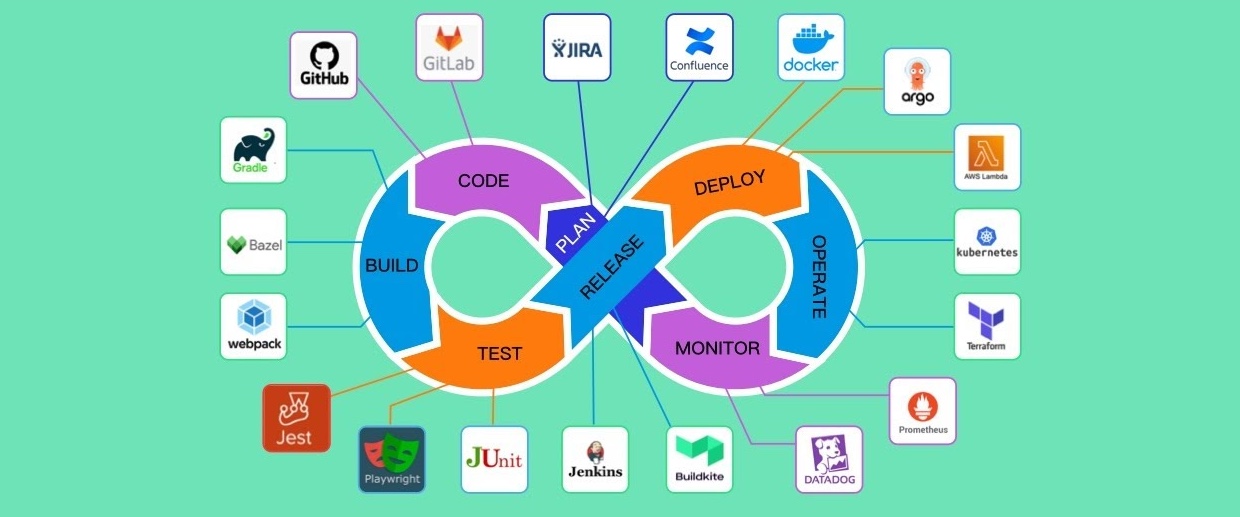 GitHub
GitLab
JIRA
Confluence
docker
argo
Gradle
AWS Lambda
Bazel
kubernetes
webpack
Terraform
Jest
Playwright
JUnit
Jenkins
Buildkite
DATADOG
Prometheus
CODE
PLAN
DEPLOY
BUILD
RELEASE
OPERATE
TEST
MONITOR